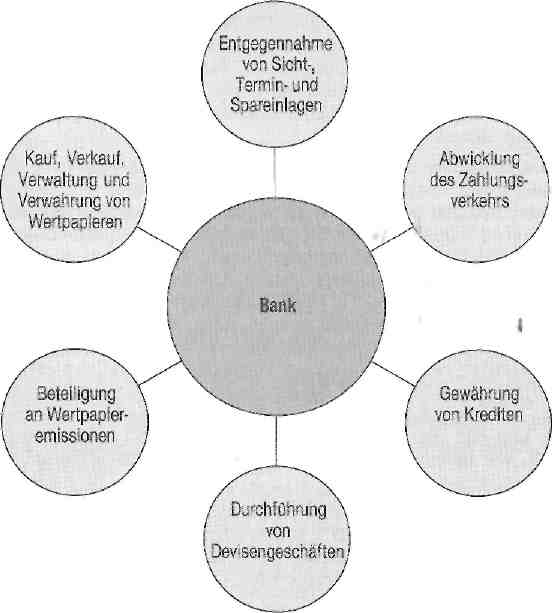 Entgegennahme
von Sicht-,
Termin- und
Spareinlagen
Kauf, Verkauf,
Verwaltung und
Verwahrung von
Wertpapieren
Abwicklung
des Zahlungs-
verkehrs
Bank
Beteiligung
an Wertpapier-
emissionen
Gewährung
von Krediten
Durchführung
von
Devisengeschäften